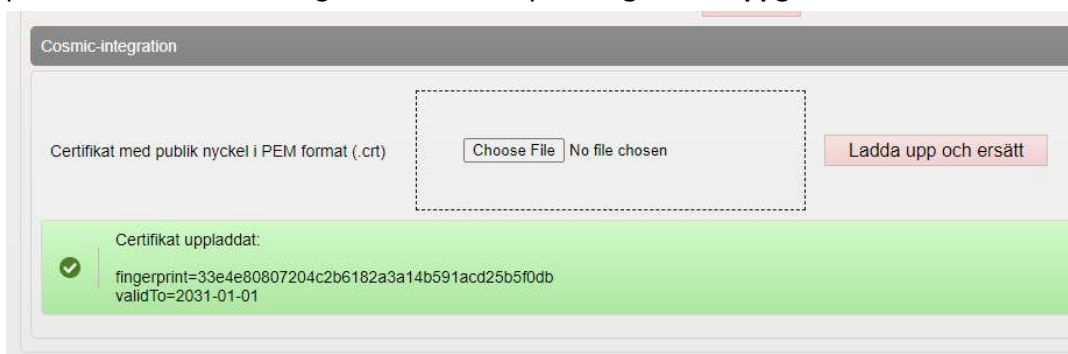 Cosmic-integration
Certifikat med publik nyckel i PEM format (.crt) Choose File No file chosen Ladda upp och ersätt
Certifikat uppladdat:
fingerprint=33e4e80807204c2b6182a3a14b591acd25b5f0db
validTo=2031-01-01